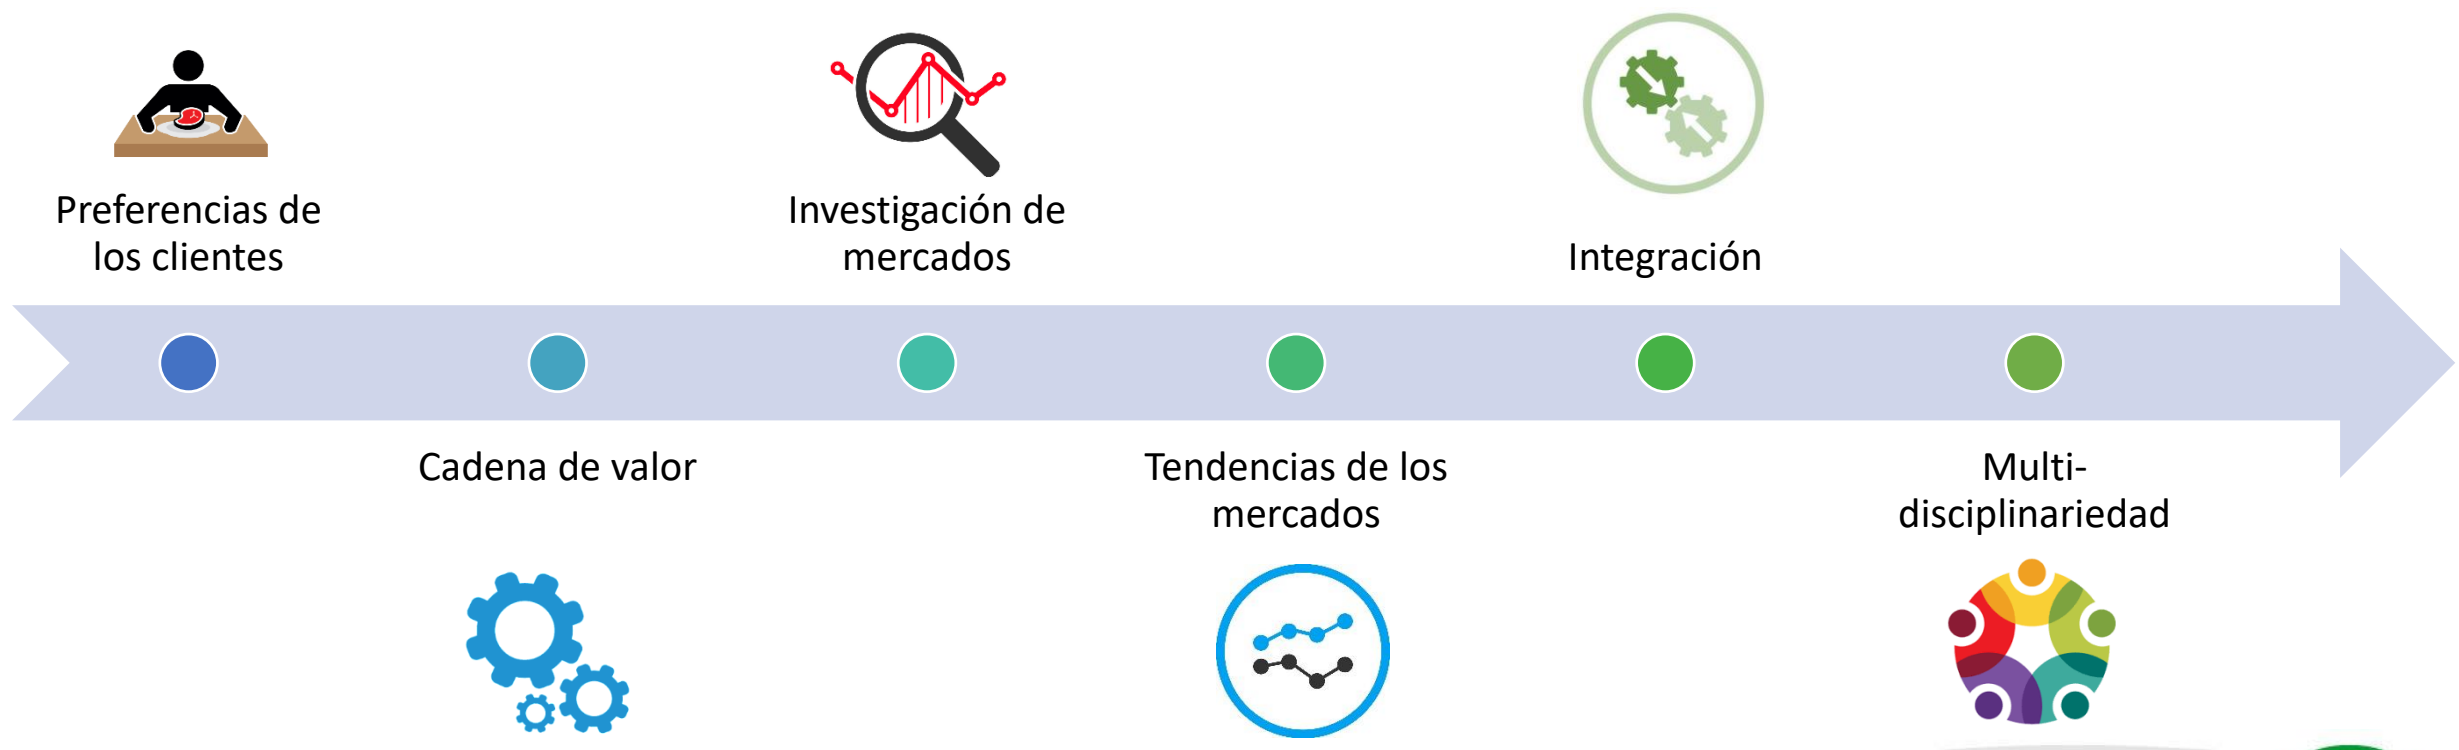 Preferencias de
los clientes
Cadena de valor
Investigación de
mercados
Tendencias de los
mercados
Integración
Multi-
disciplinariedad